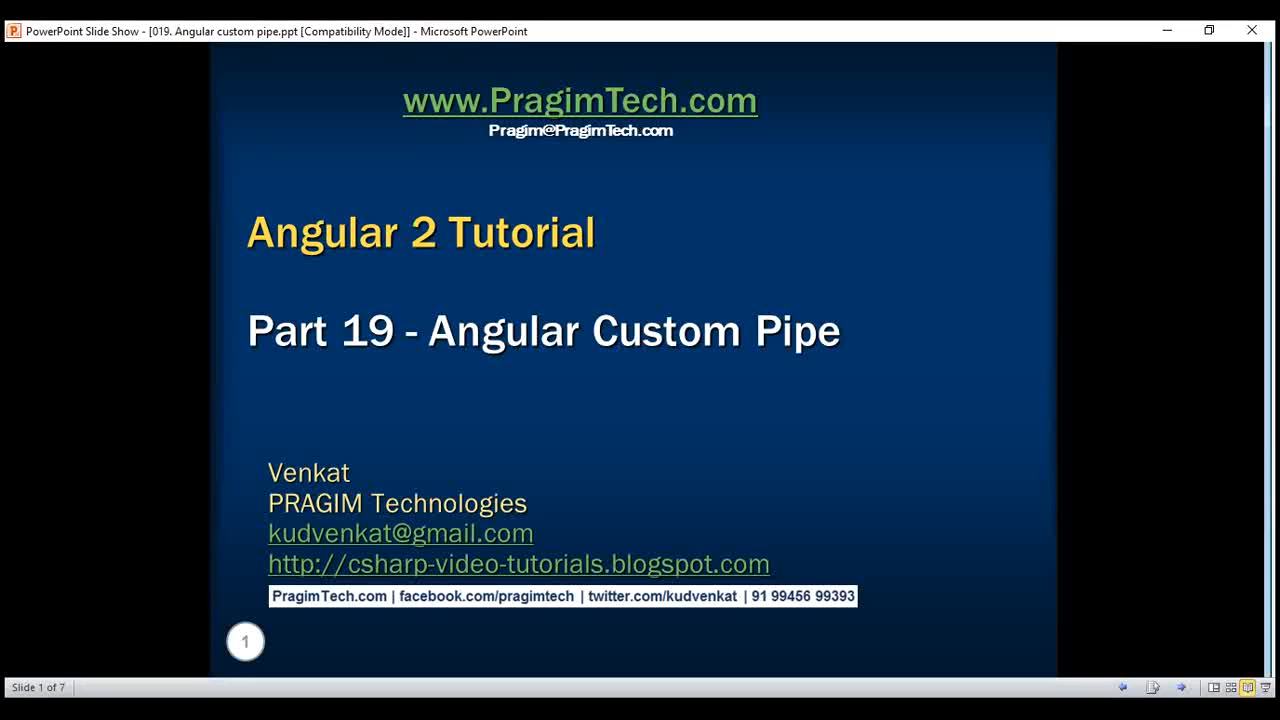 PowerPoint Slide Show - [019. Angular custom pipe.ppt [Compatibility Mode]] - Microsoft PowerPoint
www.PragimTech.com
Pragim@PragimTech.com
Angular 2 Tutorial
Part 19 - Angular Custom Pipe
Venkat
PRAGIM Technologies
kudvenkat@gmail.com
http://csharp-video-tutorials.blogspot.com
PragimTech.com | facebook.com/pragimtech | twitter.com/kudvenkat | 91 99456 99393
1
Slide 1 of 7